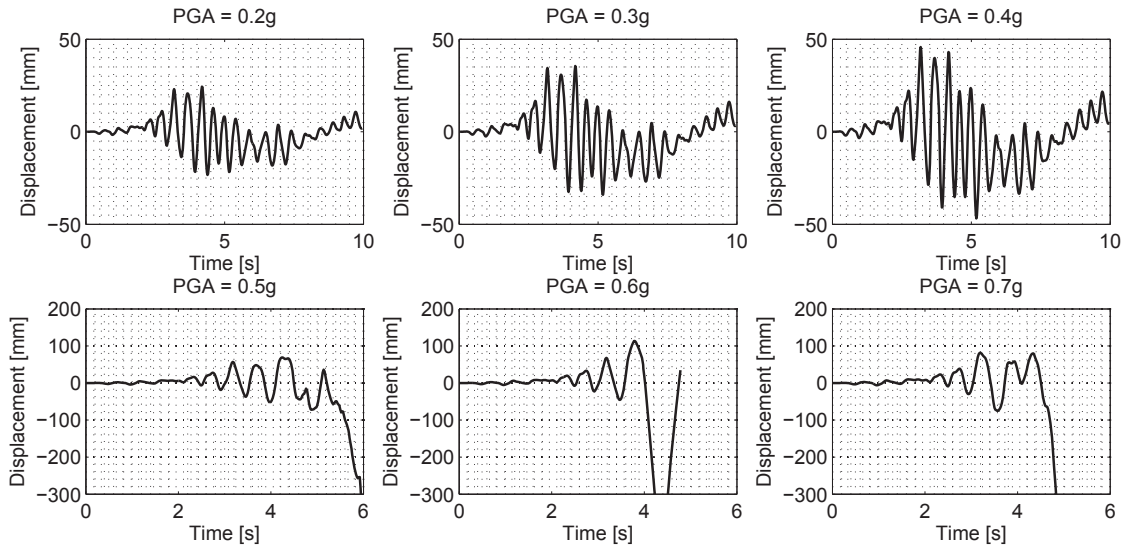 PGA = 0.2g
50
0
−50
Displacement [mm]
0 5 10
Time [s]
PGA = 0.3g
50
0
−50
Displacement [mm]
0 5 10
Time [s]
PGA = 0.4g
50
0
−50
Displacement [mm]
0 5 10
Time [s]
PGA = 0.5g
200
100
0
−100
−200
−300
Displacement [mm]
0 2 4 6
Time [s]
PGA = 0.6g
200
100
0
−100
−200
−300
Displacement [mm]
0 2 4 6
Time [s]
PGA = 0.7g
200
100
0
−100
−200
−300
Displacement [mm]
0 2 4 6
Time [s]